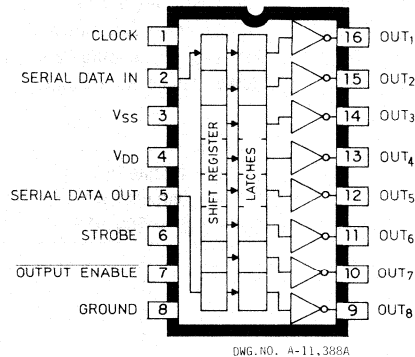 CLOCK 1 16 OUT₁
SERIAL DATA IN 2 15 OUT₂
VSS 3 14 OUT₃
VDD 4 13 OUT₄
SERIAL DATA OUT 5 12 OUT₅
STROBE 6 11 OUT₆
OUTPUT ENABLE 7 10 OUT₇
GROUND 8 9 OUT₈
SHIFT REGISTER
LATCHES
DWG.NO. A-11,388A